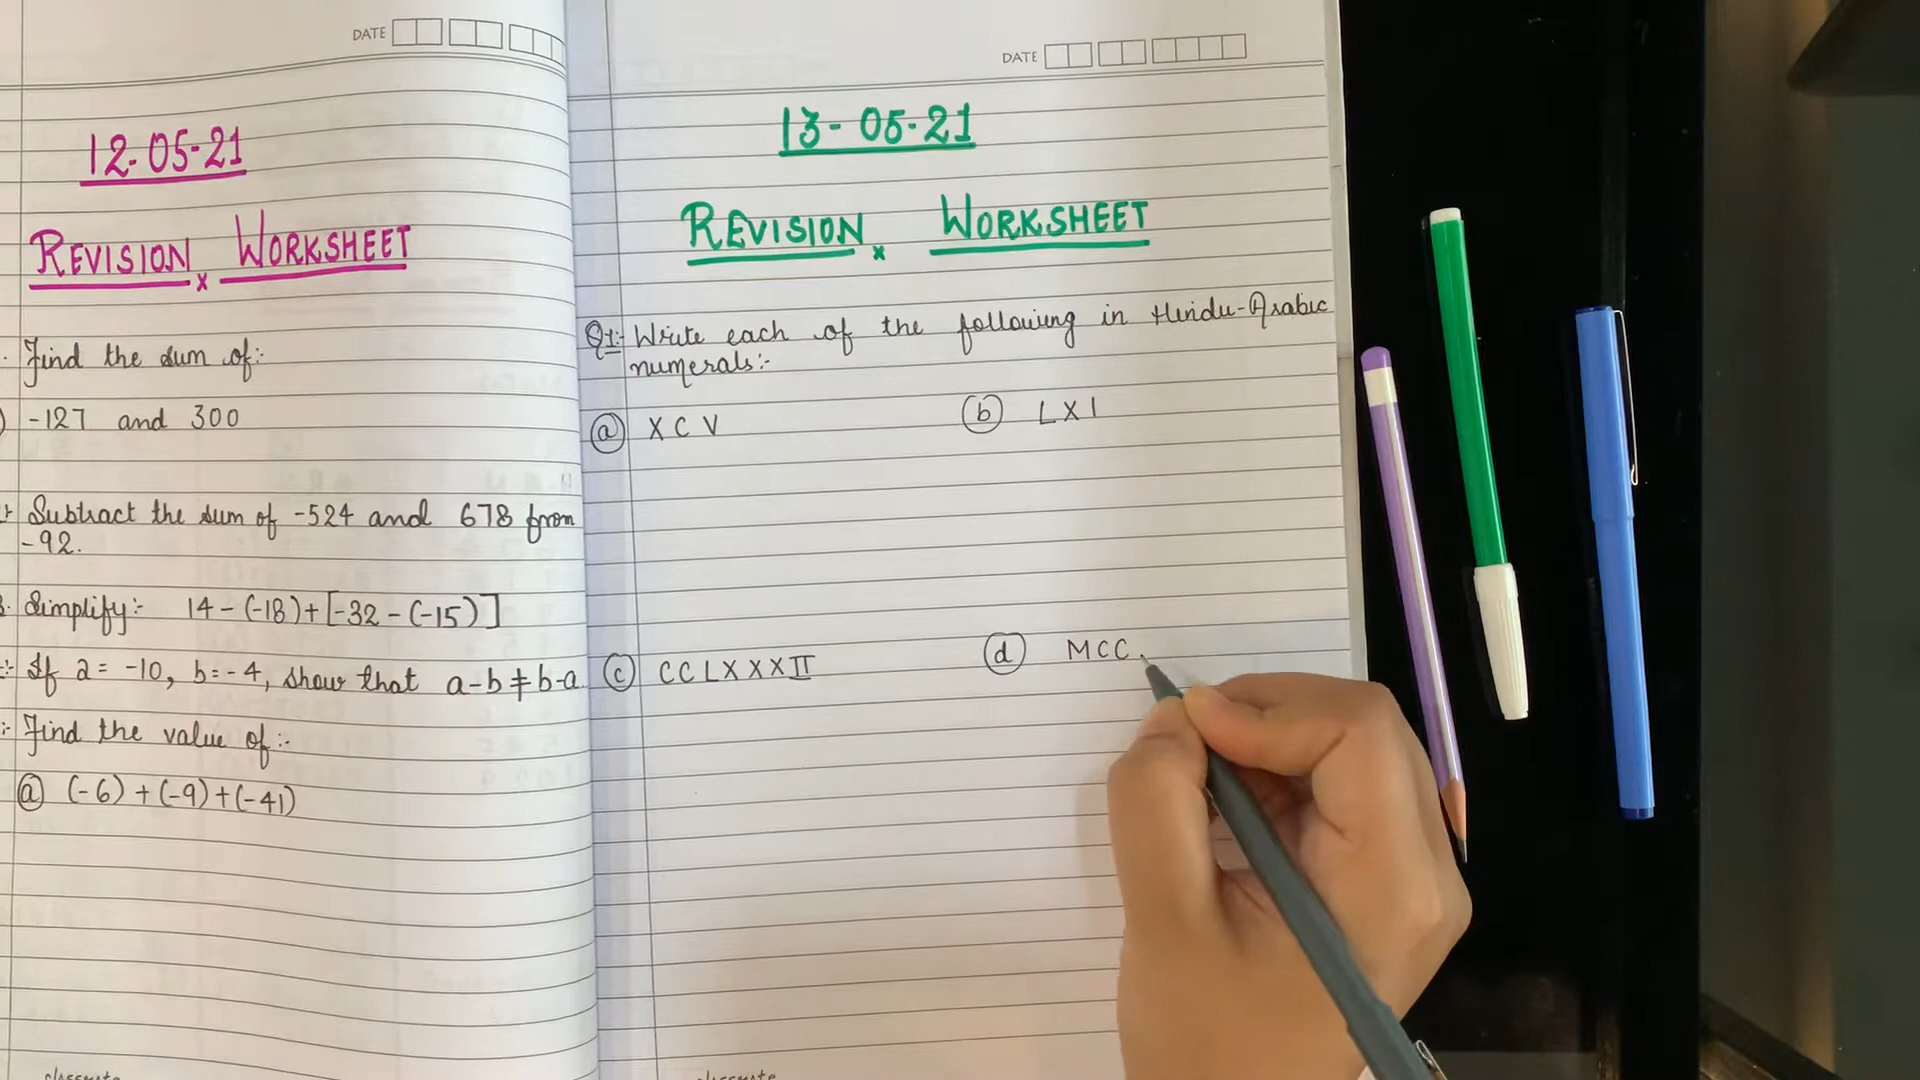 DATE
12-05-21
REVISION WORKSHEET
Find the sum of:-
-127 and 300
Subtract the sum of -524 and 678 from
-92.
Simplify:- 14-(-18)+[-32-(-15)]
If a= -10, b=-4, show that a-b≠b-a
Find the value of:-
(a) (-6)+(-9)+(-41)
DATE
13-05-21
REVISION WORKSHEET
Q1:- Write each of the following in Hindu-Arabic
numerals:-
(a) XCV (b) LXI
(c) CCLXXXII (d) MCC